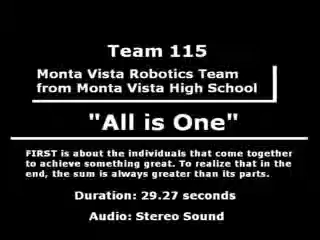 Team 115
Monta Vista Robotics Team
from Monta Vista High School
"All is One"
FIRST is about the individuals that come together
to achieve something great. To realize that in the
end, the sum is always greater than its parts.
Duration: 29.27 seconds
Audio: Stereo Sound